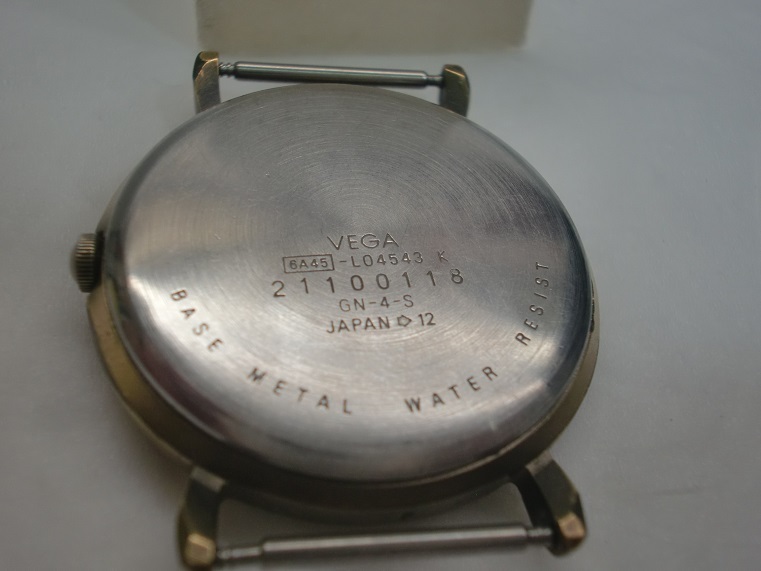 VEGA
6A45-L04543 K
21100118
GN-4-S
JAPAN ⇨ 12
BASE METAL WATER RESIST